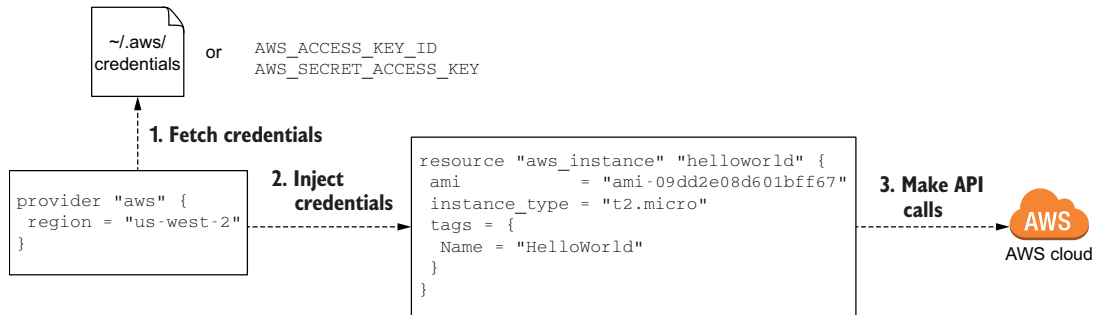 ~/.aws/
credentials
or
AWS_ACCESS_KEY_ID
AWS_SECRET_ACCESS_KEY
1. Fetch credentials
provider "aws" {
 region = "us-west-2"
}
2. Inject
credentials
resource "aws_instance" "helloworld" {
 ami           = "ami-09dd2e08d601bff67"
 instance_type = "t2.micro"
 tags = {
  Name = "HelloWorld"
 }
}
3. Make API
calls
AWS
AWS cloud